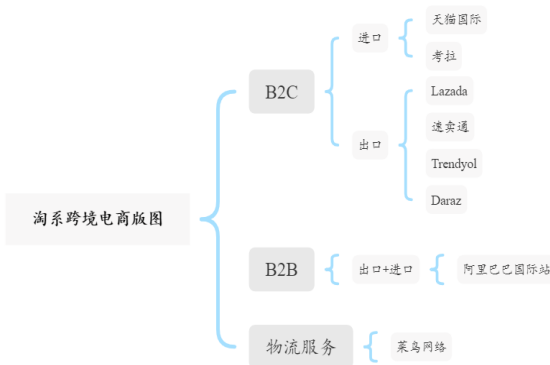 淘系跨境电商版图
B2C
进口
天猫国际
考拉
出口
Lazada
速卖通
Trendyol
Daraz
B2B
出口+进口
阿里巴巴国际站
物流服务
菜鸟网络